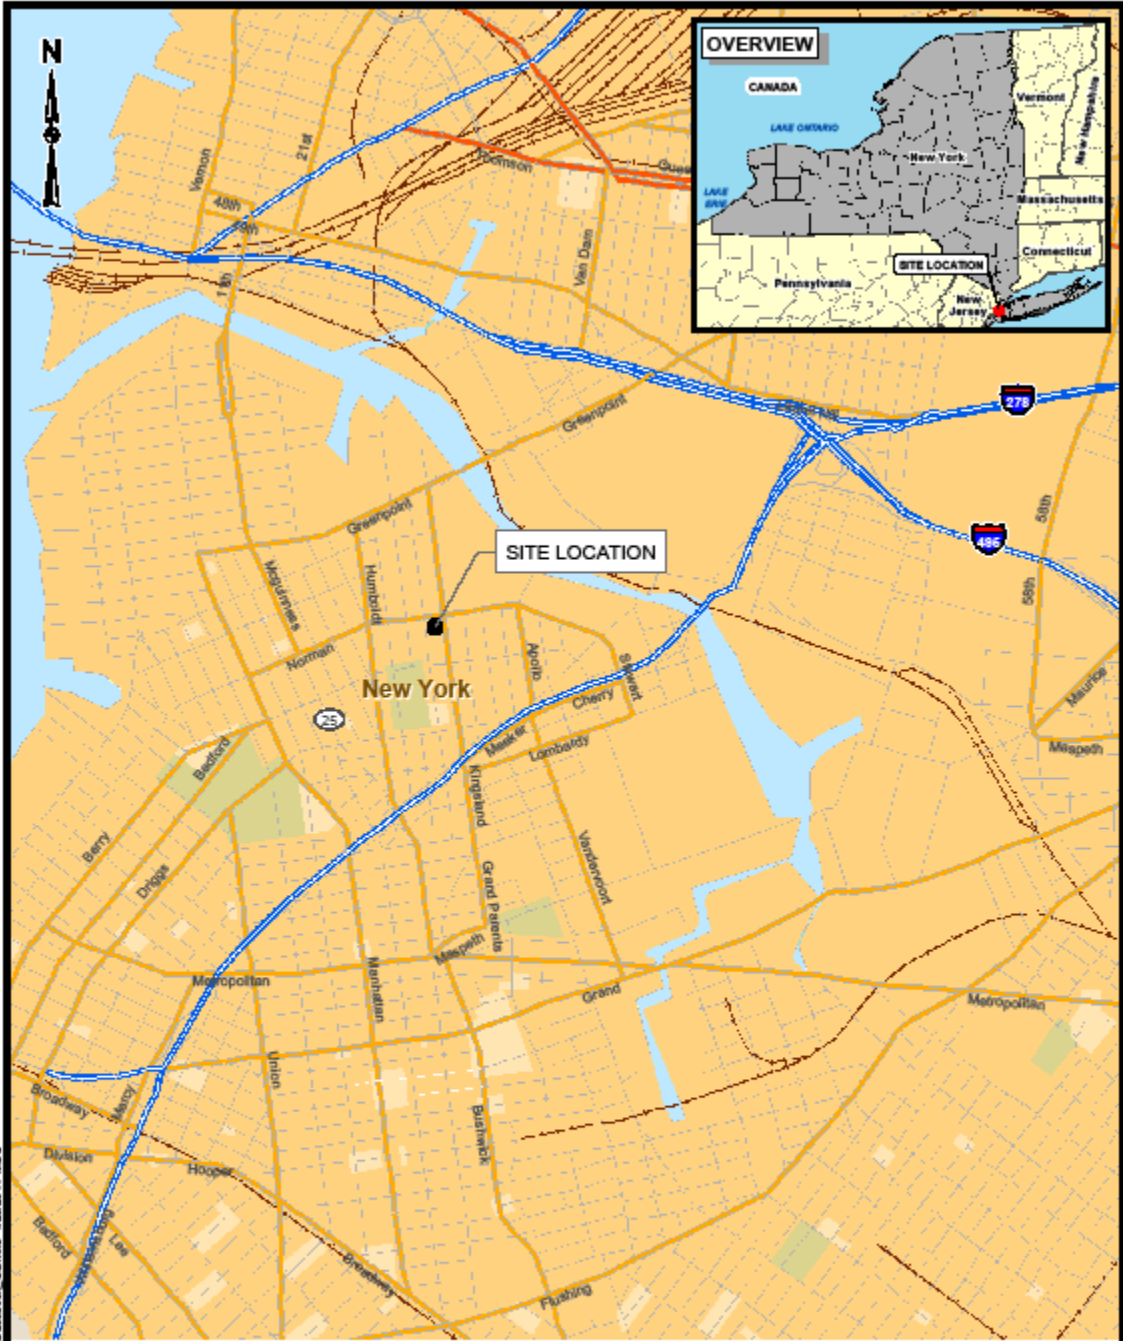 N
OVERVIEW
CANADA
LAKE ONTARIO
Vermont
New Hampshire
New York
LAKE
ERIE
Massachusetts
Connecticut
SITE LOCATION
Pennsylvania
New
Jersey
21st
Vernon
48th
11th
Van Dam
Greenpoint
278
495
58th
58th
Greenpoint
SITE LOCATION
Mcguinness
Humboldt
Norman
Apollo
Stewart
New York
Cherry
25
Meeker
Lombardy
Maurice
Maspeth
Bedford
Kingsland
Berry
Driggs
Vandervoort
Grand Parents
Maspeth
Metropolitan
Manhattan
Grand
Metropolitan
Union
Broadway
Marcy
Bushwick
Division
Hooper
Bedford
Lee
Broadway
Flushing